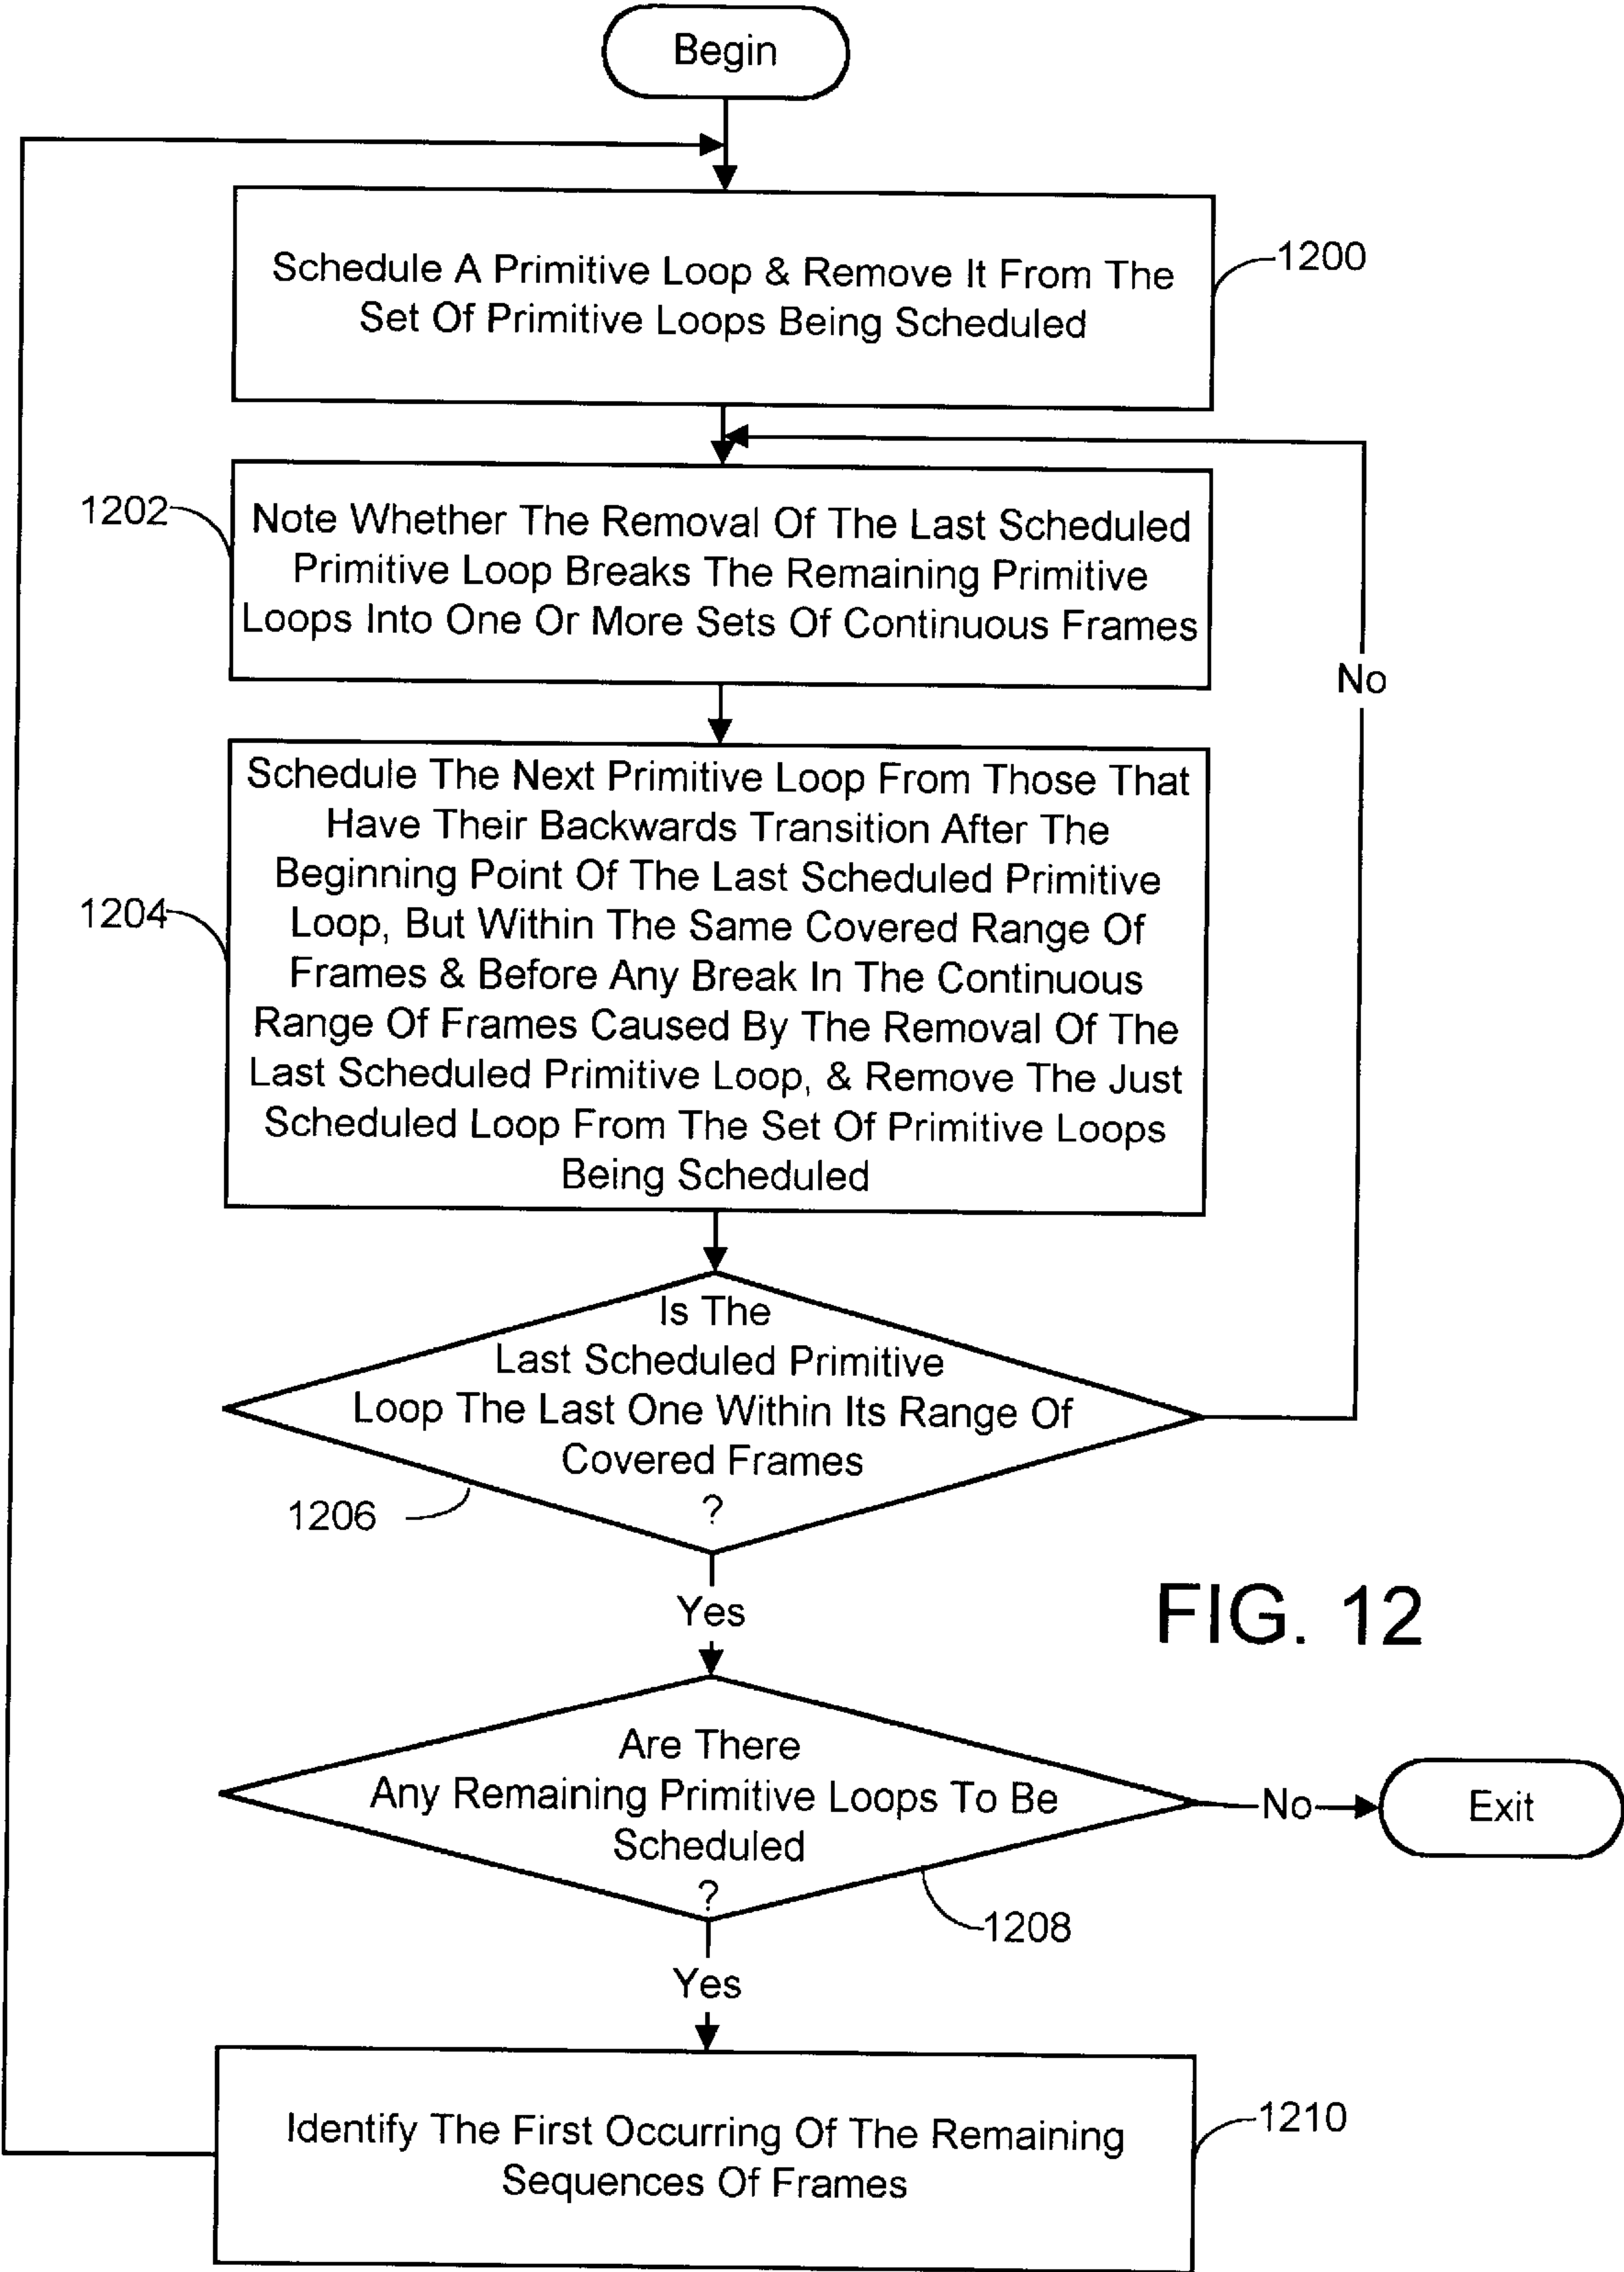 Begin
Schedule A Primitive Loop & Remove It From The
Set Of Primitive Loops Being Scheduled
1200
1202
Note Whether The Removal Of The Last Scheduled
Primitive Loop Breaks The Remaining Primitive
Loops Into One Or More Sets Of Continuous Frames
No
1204
Schedule The Next Primitive Loop From Those That
Have Their Backwards Transition After The
Beginning Point Of The Last Scheduled Primitive
Loop, But Within The Same Covered Range Of
Frames & Before Any Break In The Continuous
Range Of Frames Caused By The Removal Of The
Last Scheduled Primitive Loop, & Remove The Just
Scheduled Loop From The Set Of Primitive Loops
Being Scheduled
Is The
Last Scheduled Primitive
Loop The Last One Within Its Range Of
Covered Frames
?
1206
Yes
FIG. 12
Are There
Any Remaining Primitive Loops To Be
Scheduled
?
No
Exit
1208
Yes
Identify The First Occurring Of The Remaining
Sequences Of Frames
1210